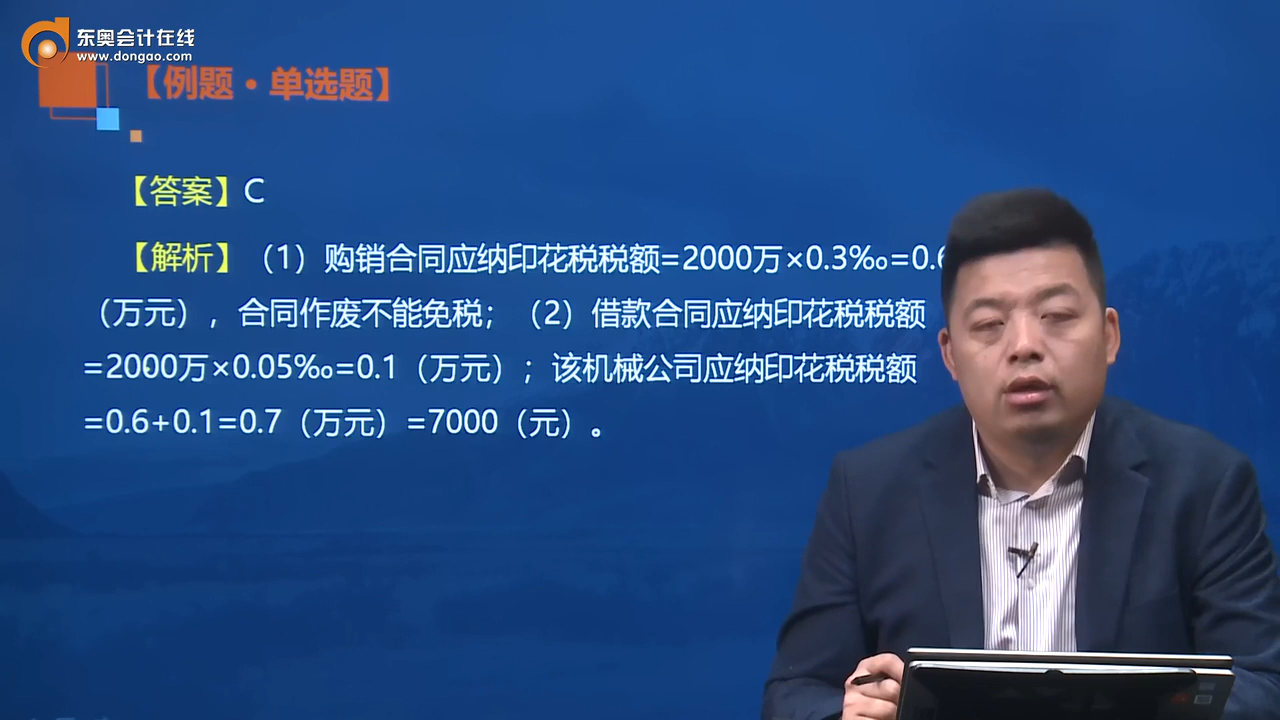 东奥会计在线
www.dongao.com
【例题·单选题】
【答案】C
【解析】（1）购销合同应纳印花税税额=2000万×0.3‰=0.6
（万元），合同作废不能免税；（2）借款合同应纳印花税税额
=2000万×0.05‰=0.1（万元）；该机械公司应纳印花税税额
=0.6+0.1=0.7（万元）=7000（元）。